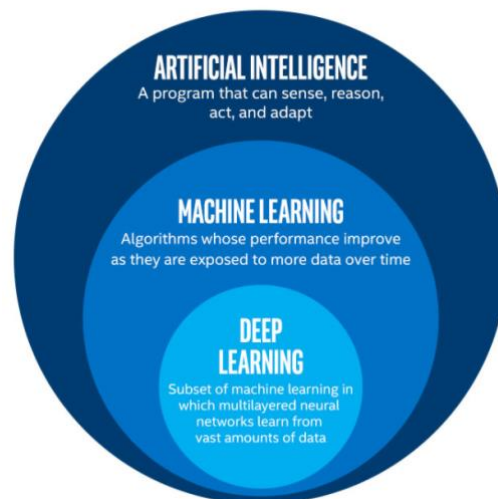 ARTIFICIAL INTELLIGENCE
A program that can sense, reason,
act, and adapt
MACHINE LEARNING
Algorithms whose performance improve
as they are exposed to more data over time
DEEP
LEARNING
Subset of machine learning in
which multilayered neural
networks learn from
vast amounts of data